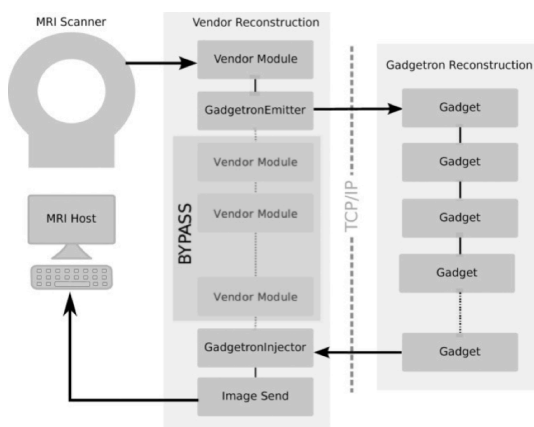 MRI Scanner
Vendor Reconstruction
Vendor Module
GadgetronEmitter
Vendor Module
Vendor Module
BYPASS
Vendor Module
GadgetronInjector
Image Send
MRI Host
TCP/IP
Gadgetron Reconstruction
Gadget
Gadget
Gadget
Gadget
Gadget